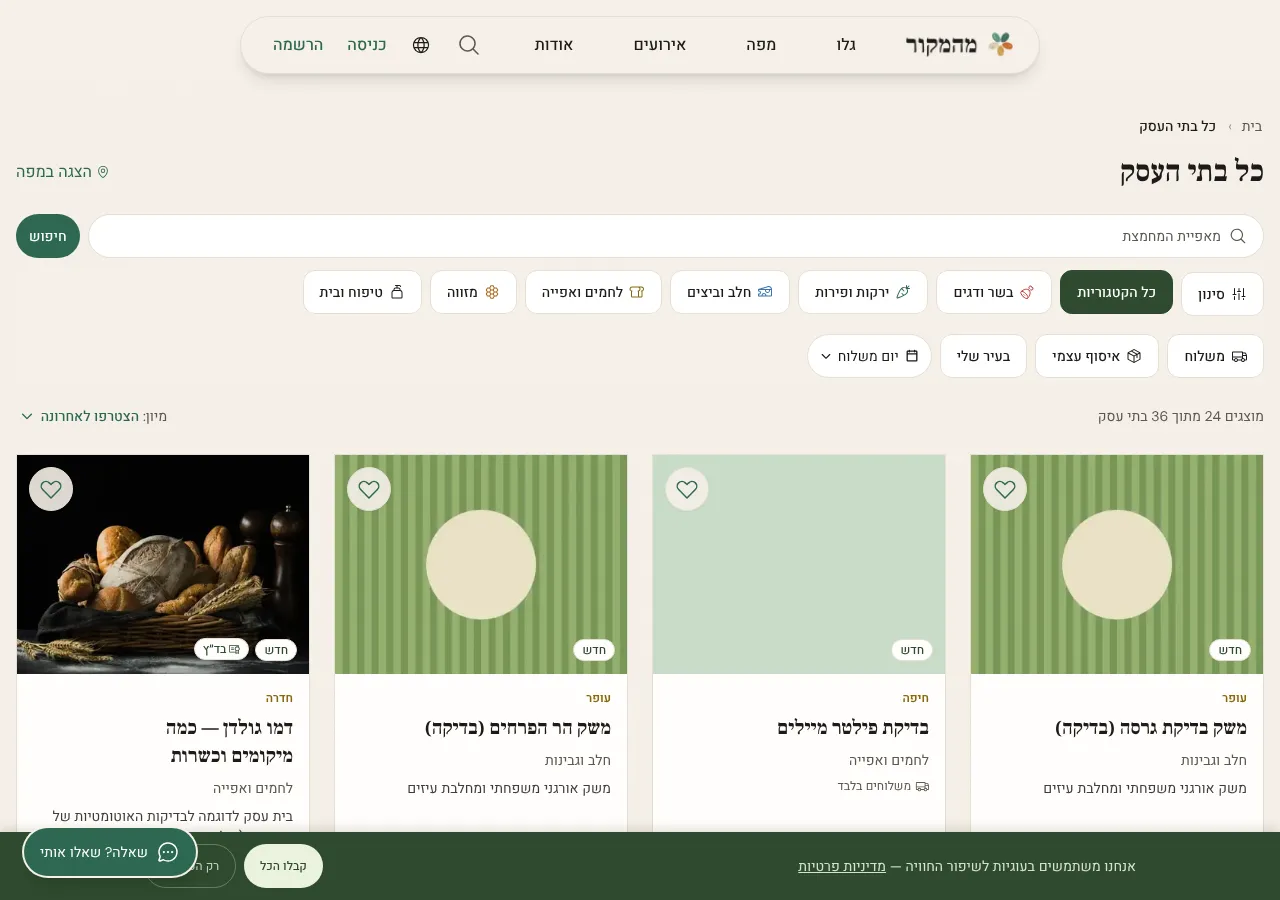 מהמקור
גלו
מפה
אירועים
אודות
כניסה
הרשמה
בית › כל בתי העסק
כל בתי העסק
הצגה במפה
מאפיית המחמצת
חיפוש
סינון
כל הקטגוריות
בשר ודגים
ירקות ופירות
חלב וביצים
לחמים ואפייה
מזווה
טיפוח ובית
משלוח
איסוף עצמי
בעיר שלי
יום משלוח
מוצגים 24 מתוך 36 בתי עסק
מיון: הצטרפו לאחרונה
חדש
עופר
משק בדיקת גרסה (בדיקה)
חלב וגבינות
משק אורגני משפחתי ומחלבת עיזים
חדש
חיפה
בדיקת פילטר מיילים
לחמים ואפייה
משלוחים בלבד
חדש
עופר
משק הר הפרחים (בדיקה)
חלב וגבינות
משק אורגני משפחתי ומחלבת עיזים
חדש
בד"ץ
חדרה
דמו גולדן — כמה
מיקומים וכשרות
לחמים ואפייה
בית עסק לדוגמה לבדיקות האוטומטיות של
אנחנו משתמשים בעוגיות לשיפור החוויה — מדיניות פרטיות
קבלו הכל
רק
שאלה? שאלו אותי